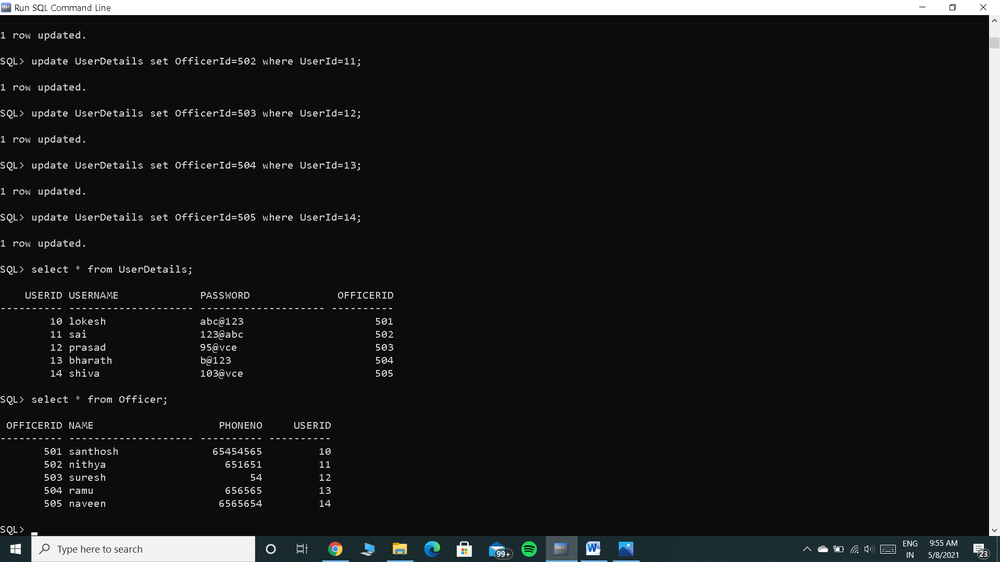 Run SQL Command Line
1 row updated.
SQL> update UserDetails set OfficerId=502 where UserId=11;
1 row updated.
SQL> update UserDetails set OfficerId=503 where UserId=12;
1 row updated.
SQL> update UserDetails set OfficerId=504 where UserId=13;
1 row updated.
SQL> update UserDetails set OfficerId=505 where UserId=14;
1 row updated.
SQL> select * from UserDetails;
USERID USERNAME PASSWORD OFFICERID
---------- -------------------- -------------------- ----------
10 lokesh abc@123 501
11 sai 123@abc 502
12 prasad 95@vce 503
13 bharath b@123 504
14 shiva 103@vce 505
SQL> select * from Officer;
OFFICERID NAME PHONENO USERID
---------- -------------------- ---------- ----------
501 santhosh 65454565 10
502 nithya 651651 11
503 suresh 54 12
504 ramu 656565 13
505 naveen 6565654 14
SQL>
Type here to search
99+
SQL>
W
ENG
IN
9:55 AM
5/8/2021
23